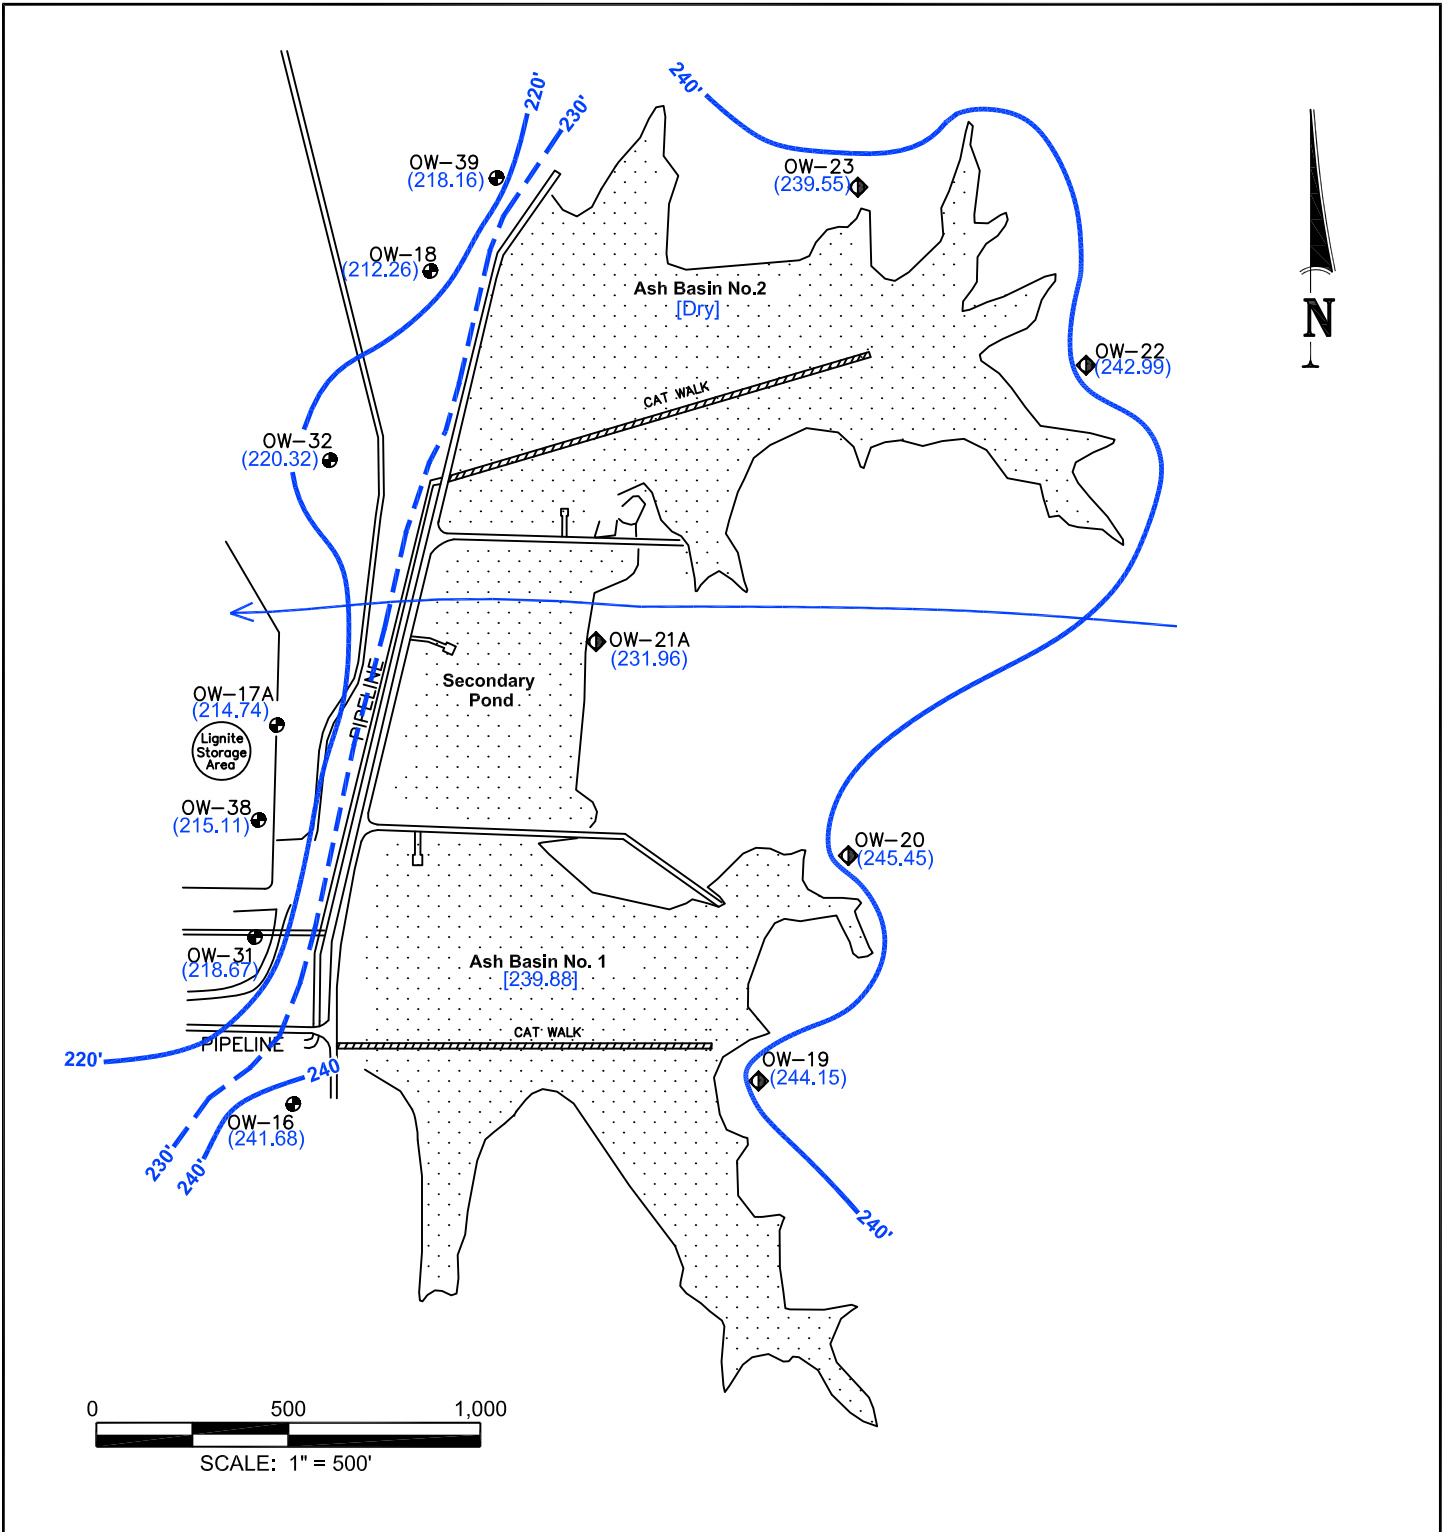 220'
230'
240'
OW-39
(218.16)
OW-23
(239.55)
OW-18
(212.26)
Ash Basin No.2
[Dry]
N
OW-22
(242.99)
CAT WALK
OW-32
(220.32)
OW-21A
(231.96)
PIPELINE
Secondary
Pond
OW-17A
(214.74)
Lignite
Storage
Area
OW-38
(215.11)
OW-20
(245.45)
OW-31
(218.67)
Ash Basin No. 1
[239.88]
CAT WALK
PIPELINE
220'
240
OW-19
(244.15)
OW-16
(241.68)
230'
240'
240'
0 500 1,000
SCALE: 1" = 500'